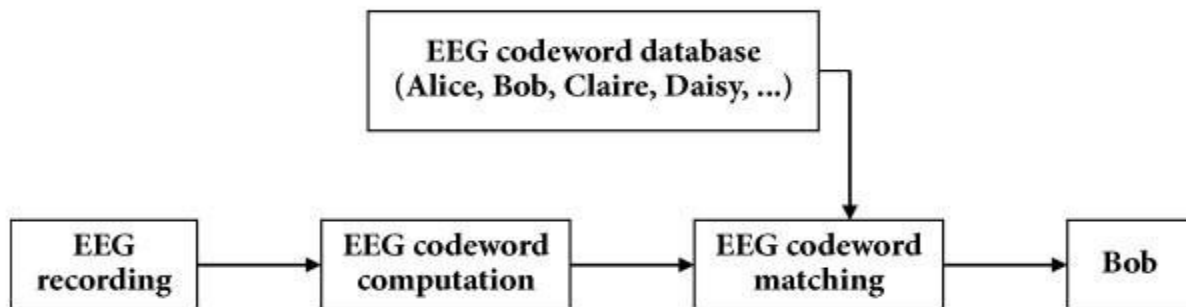 EEG codeword database
(Alice, Bob, Claire, Daisy, ...)
EEG
recording
EEG codeword
computation
EEG codeword
matching
Bob